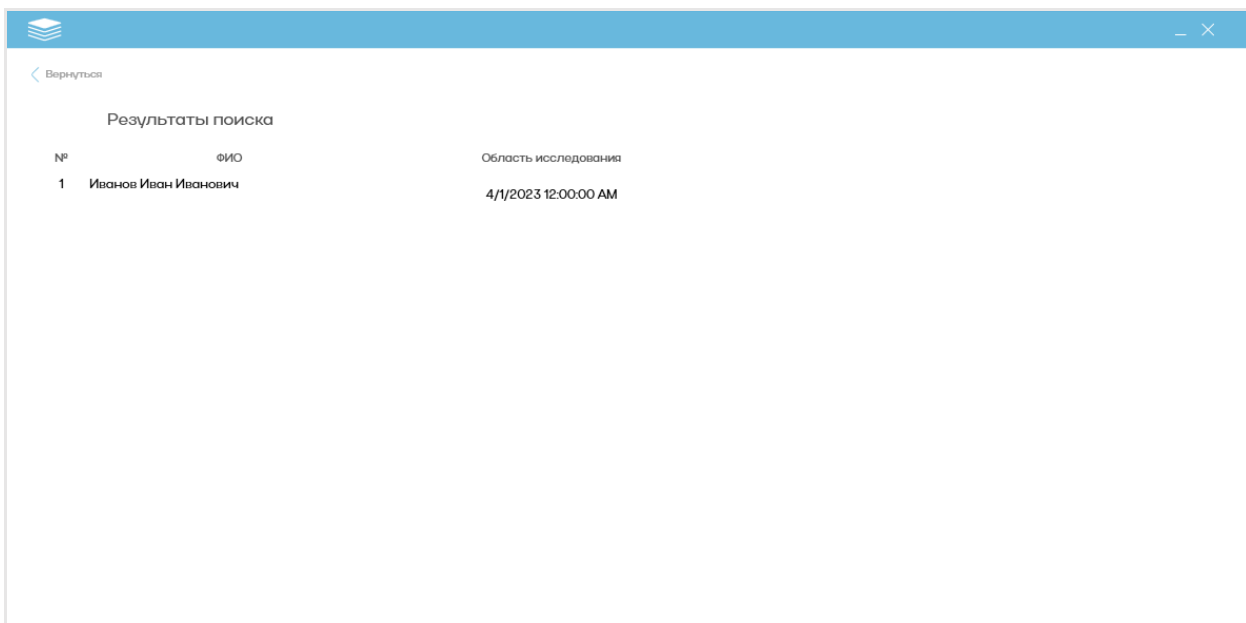 Вернуться
Результаты поиска
№ ФИО Область исследования
1 Иванов Иван Иванович
4/1/2023 12:00:00 AM